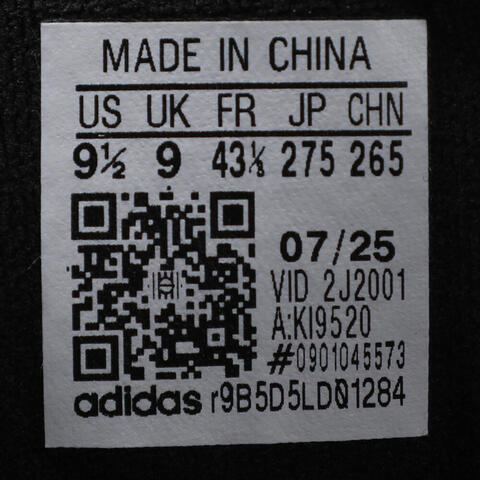 MADE IN CHINA
US UK FR JP CHN
9½ 9 43⅓ 275 265
07/25
VID 2J2001
A:KI9520
#0901045573
adidas r9B5D5LDQ1284